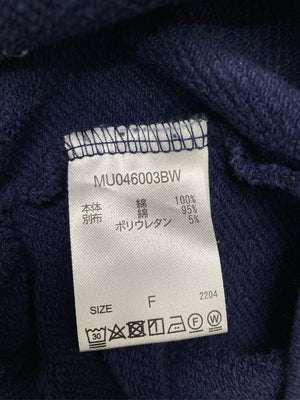 MU046003BW
本体 綿 100%
別布 綿 95%
ポリウレタン 5%
SIZE F 2204
30 F W